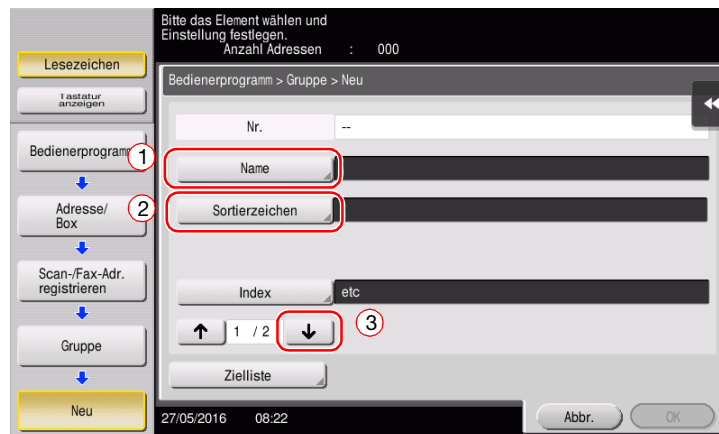 Bitte das Element wählen und
Einstellung festlegen.
Anzahl Adressen : 000
Lesezeichen
Tastatur
anzeigen
Bedienerprogramm
Adresse/
Box
Scan-/Fax-Adr.
registrieren
Gruppe
Neu
Bedienerprogramm > Gruppe > Neu
Nr. --
1
Name
2
Sortierzeichen
Index etc
1 / 2
3
Zielliste
27/05/2016 08:22
Abbr. OK